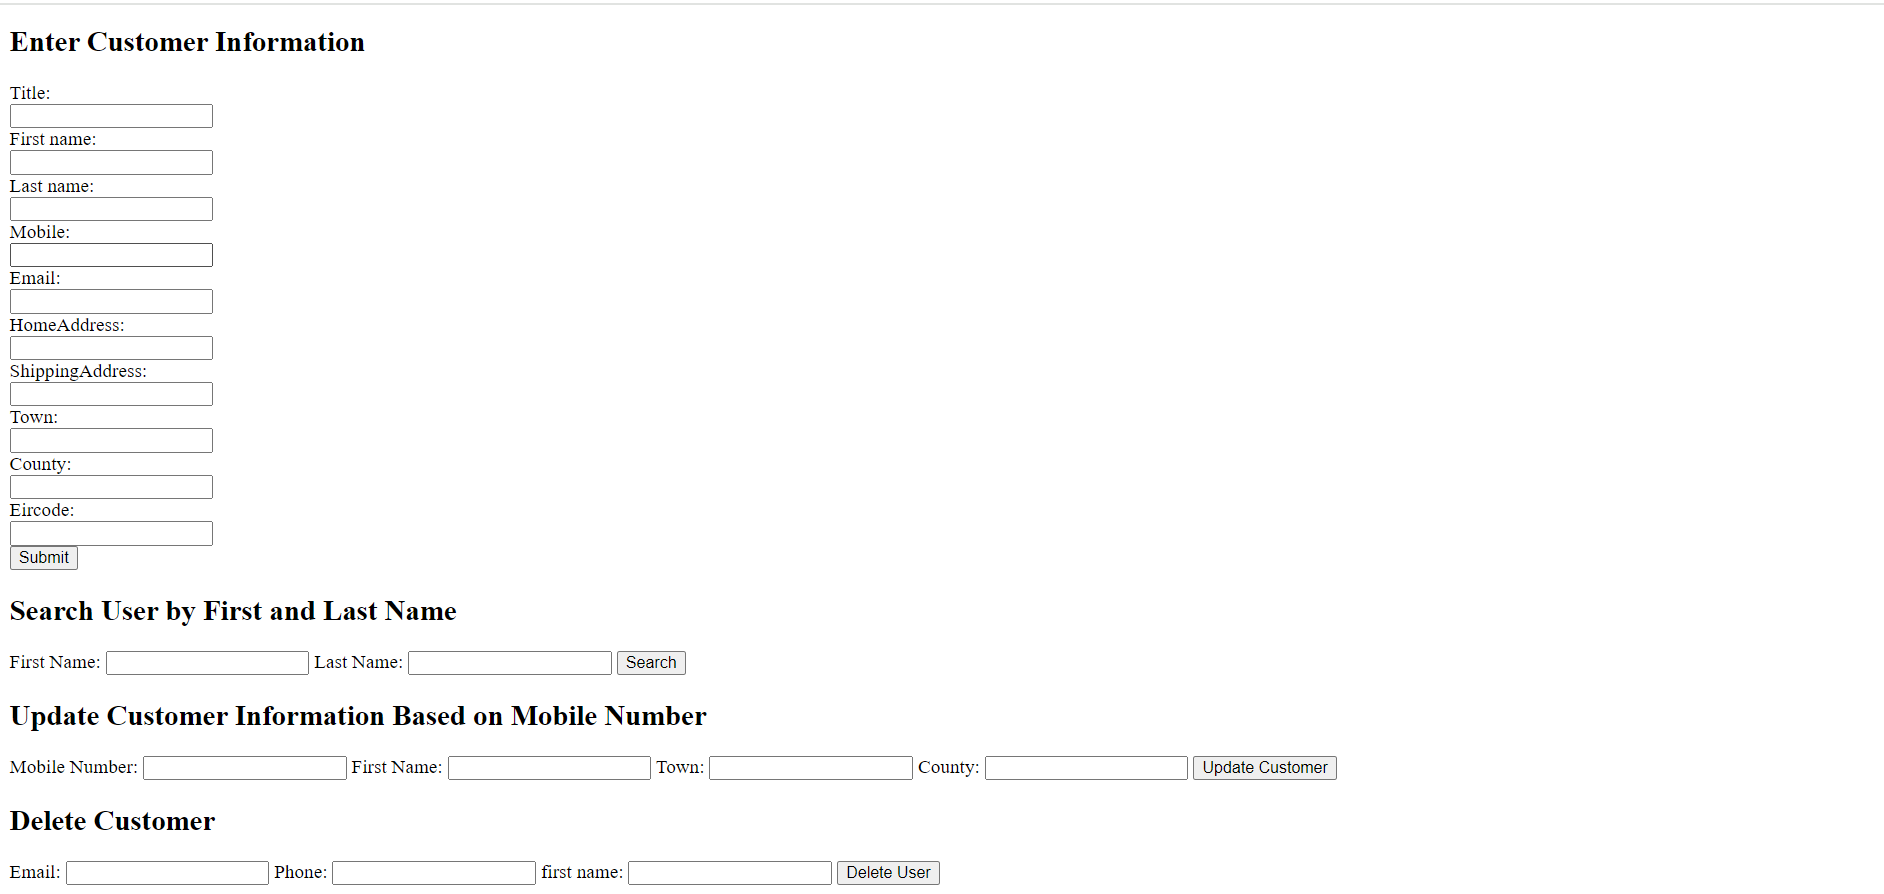 Enter Customer Information
Title:
First name:
Last name:
Mobile:
Email:
HomeAddress:
ShippingAddress:
Town:
County:
Eircode:
Submit
Search User by First and Last Name
First Name: Last Name: Search
Update Customer Information Based on Mobile Number
Mobile Number: First Name: Town: County: Update Customer
Delete Customer
Email: Phone: first name: Delete User